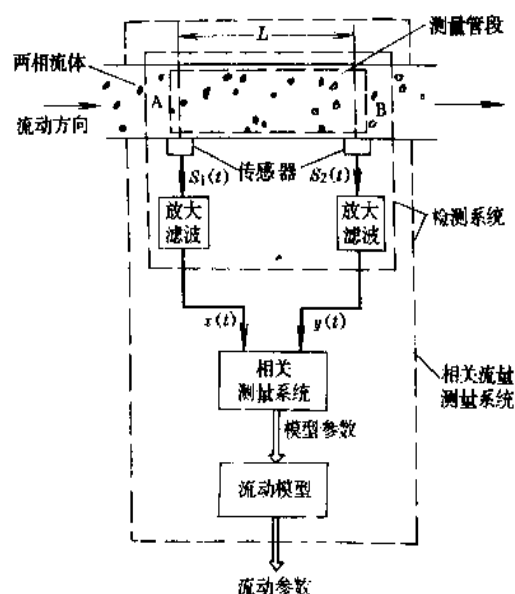 L
测量管段
两相流体
A
B
流动方向
传感器
S₁(t)
S₂(t)
放大
滤波
放大
滤波
检测系统
x(t)
y(t)
相关
测量系统
相关流量
测量系统
模型参数
流动模型
流动参数